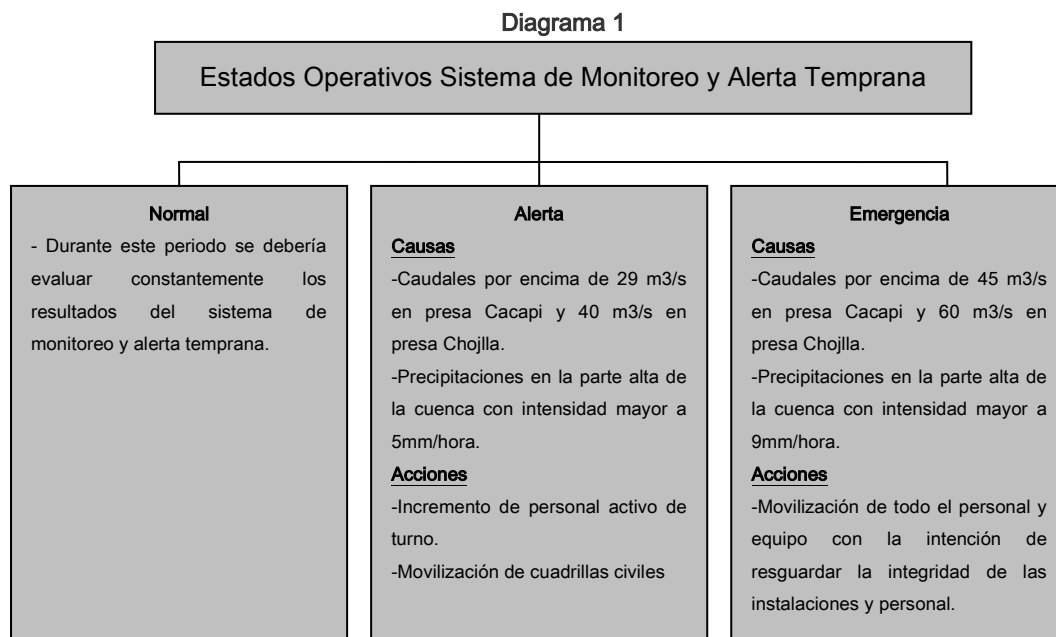 Diagrama 1
Estados Operativos Sistema de Monitoreo y Alerta Temprana
Normal
- Durante este periodo se debería
evaluar constantemente los
resultados del sistema de
monitoreo y alerta temprana.
Alerta
Causas
-Caudales por encima de 29 m3/s
en presa Cacapi y 40 m3/s en
presa Chojlla.
-Precipitaciones en la parte alta de
la cuenca con intensidad mayor a
5mm/hora.
Acciones
-Incremento de personal activo de
turno.
-Movilización de cuadrillas civiles
Emergencia
Causas
-Caudales por encima de 45 m3/s
en presa Cacapi y 60 m3/s en
presa Chojlla.
-Precipitaciones en la parte alta de
la cuenca con intensidad mayor a
9mm/hora.
Acciones
-Movilización de todo el personal y
equipo con la intención de
resguardar la integridad de las
instalaciones y personal.